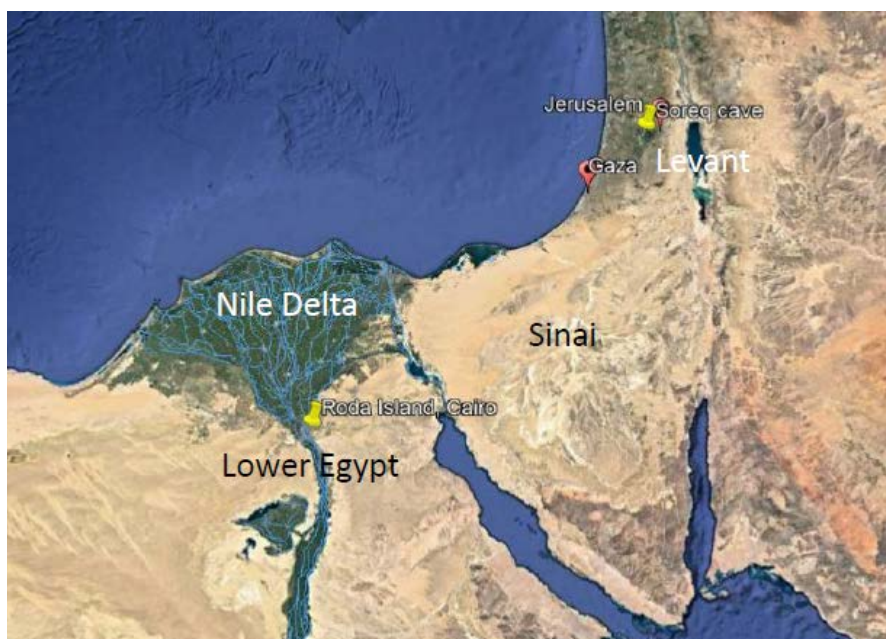 Jerusalem
Soreq cave
Levant
Gaza
Nile Delta
Sinai
Roda Island, Cairo
Lower Egypt